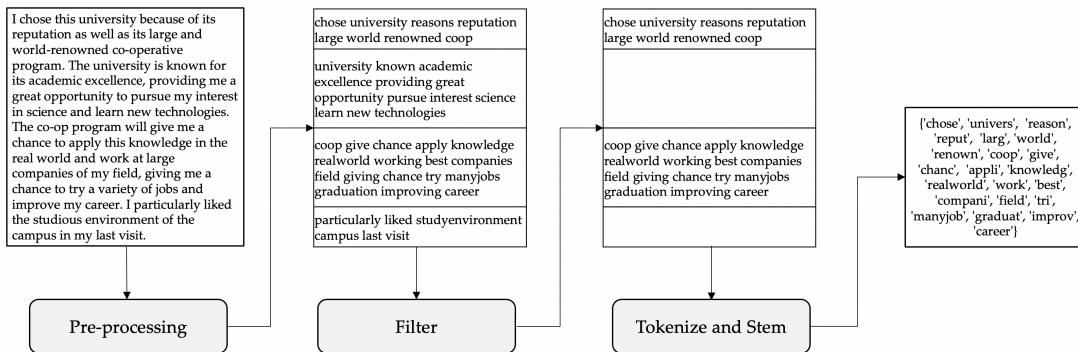 I chose this university because of its
reputation as well as its large and
world-renowned co-operative
program. The university is known for
its academic excellence, providing me a
great opportunity to pursue my interest
in science and learn new technologies.
The co-op program will give me a
chance to apply this knowledge in the
real world and work at large
companies of my field, giving me a
chance to try a variety of jobs and
improve my career. I particularly liked
the studious environment of the
campus in my last visit.
Pre-processing
chose university reasons reputation
large world renowned coop
university known academic
excellence providing great
opportunity pursue interest science
learn new technologies
coop give chance apply knowledge
realworld working best companies
field giving chance try manyjobs
graduation improving career
particularly liked studyenvironment
campus last visit
Filter
chose university reasons reputation
large world renowned coop
coop give chance apply knowledge
realworld working best companies
field giving chance try manyjobs
graduation improving career
Tokenize and Stem
{'chose', 'univers', 'reason',
'reput', 'larg', 'world',
'renown', 'coop', 'give',
'chanc', 'appli', 'knowledg',
'realworld', 'work', 'best',
'compani', 'field', 'tri',
'manyjob', 'graduat', 'improv',
'career'}